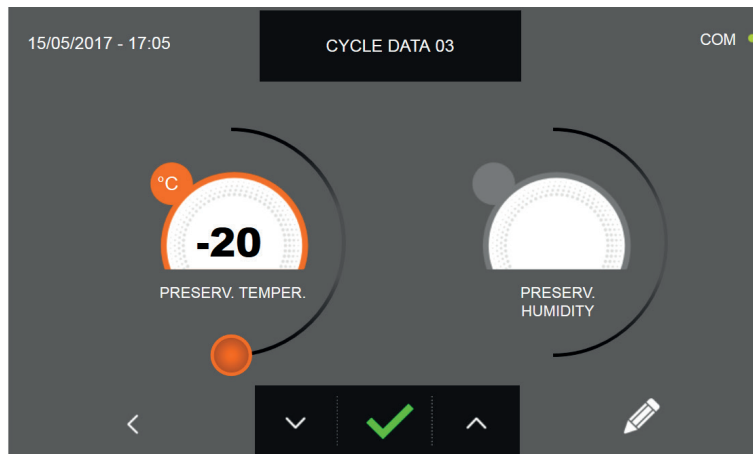 15/05/2017 - 17:05
CYCLE DATA 03
COM
°C
-20
PRESERV. TEMPER.
PRESERV.
HUMIDITY